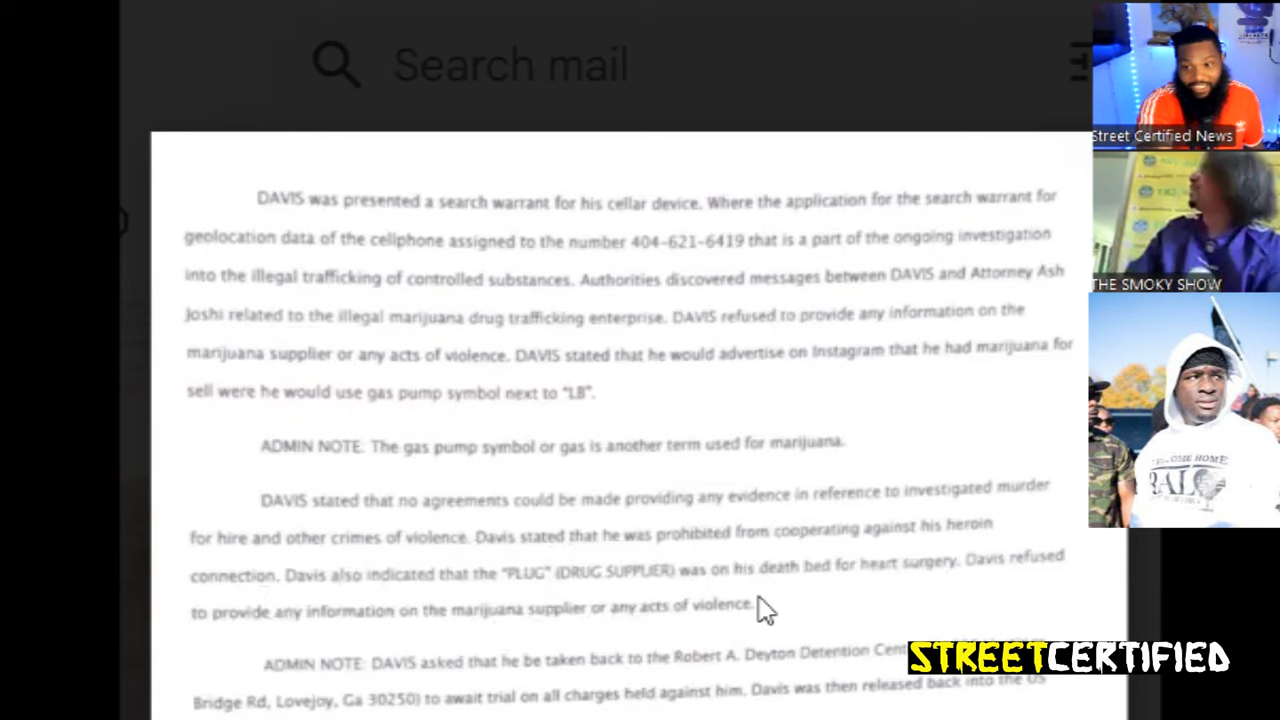 Search mail
DAVIS was presented a search warrant for his cellar device. Where the application for the search warrant for
geolocation data of the cellphone assigned to the number 404-621-6419 that is a part of the ongoing investigation
into the illegal trafficking of controlled substances. Authorities discovered messages between DAVIS and Attorney Ash
Joshi related to the illegal marijuana drug trafficking enterprise. DAVIS refused to provide any information on the
marijuana supplier or any acts of violence. DAVIS stated that he would advertise on Instagram that he had marijuana for
sell were he would use gas pump symbol next to "LB".
ADMIN NOTE: The gas pump symbol or gas is another term used for marijuana.
DAVIS stated that no agreements could be made providing any evidence in reference to investigated murder
for hire and other crimes of violence. Davis stated that he was prohibited from cooperating against his heroin
connection. Davis also indicated that the "PLUG" (DRUG SUPPLIER) was on his death bed for heart surgery. Davis refused
to provide any information on the marijuana supplier or any acts of violence.
ADMIN NOTE: DAVIS asked that he be taken back to the Robert A. Deyton Detention Cent
Bridge Rd, Lovejoy, Ga 30250) to await trial on all charges held against him. Davis was then released back into the US
Street Certified News
THE SMOKY SHOW
OME HOME
RALO
STREETCERTIFIED